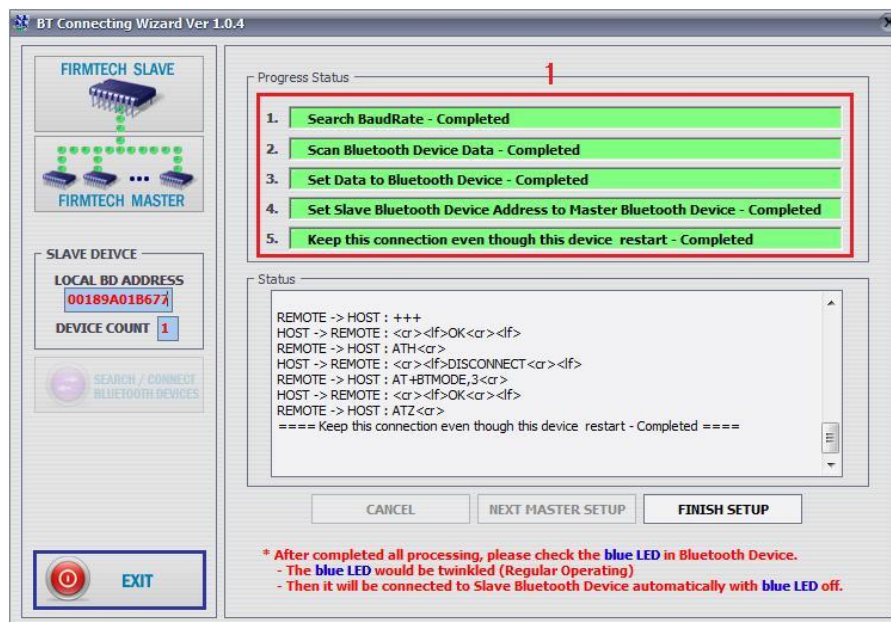 BT Connecting Wizard Ver 1.0.4
FIRMTECH SLAVE
FIRMTECH MASTER
SLAVE DEIVCE
LOCAL BD ADDRESS
00189A01B677
DEVICE COUNT 1
SEARCH / CONNECT
BLUETOOTH DEVICES
EXIT
Progress Status
1
1. Search BaudRate - Completed
2. Scan Bluetooth Device Data - Completed
3. Set Data to Bluetooth Device - Completed
4. Set Slave Bluetooth Device Address to Master Bluetooth Device - Completed
5. Keep this connection even though this device restart - Completed
Status
REMOTE -> HOST : +++
HOST -> REMOTE : <cr><lf>OK<cr><lf>
REMOTE -> HOST : ATH<cr>
HOST -> REMOTE : <cr><lf>DISCONNECT<cr><lf>
REMOTE -> HOST : AT+BTMODE,3<cr>
HOST -> REMOTE : <cr><lf>OK<cr><lf>
REMOTE -> HOST : ATZ<cr>
==== Keep this connection even though this device restart - Completed ====
CANCEL
NEXT MASTER SETUP
FINISH SETUP
* After completed all processing, please check the blue LED in Bluetooth Device.
- The blue LED would be twinkled (Regular Operating)
- Then it will be connected to Slave Bluetooth Device automatically with blue LED off.